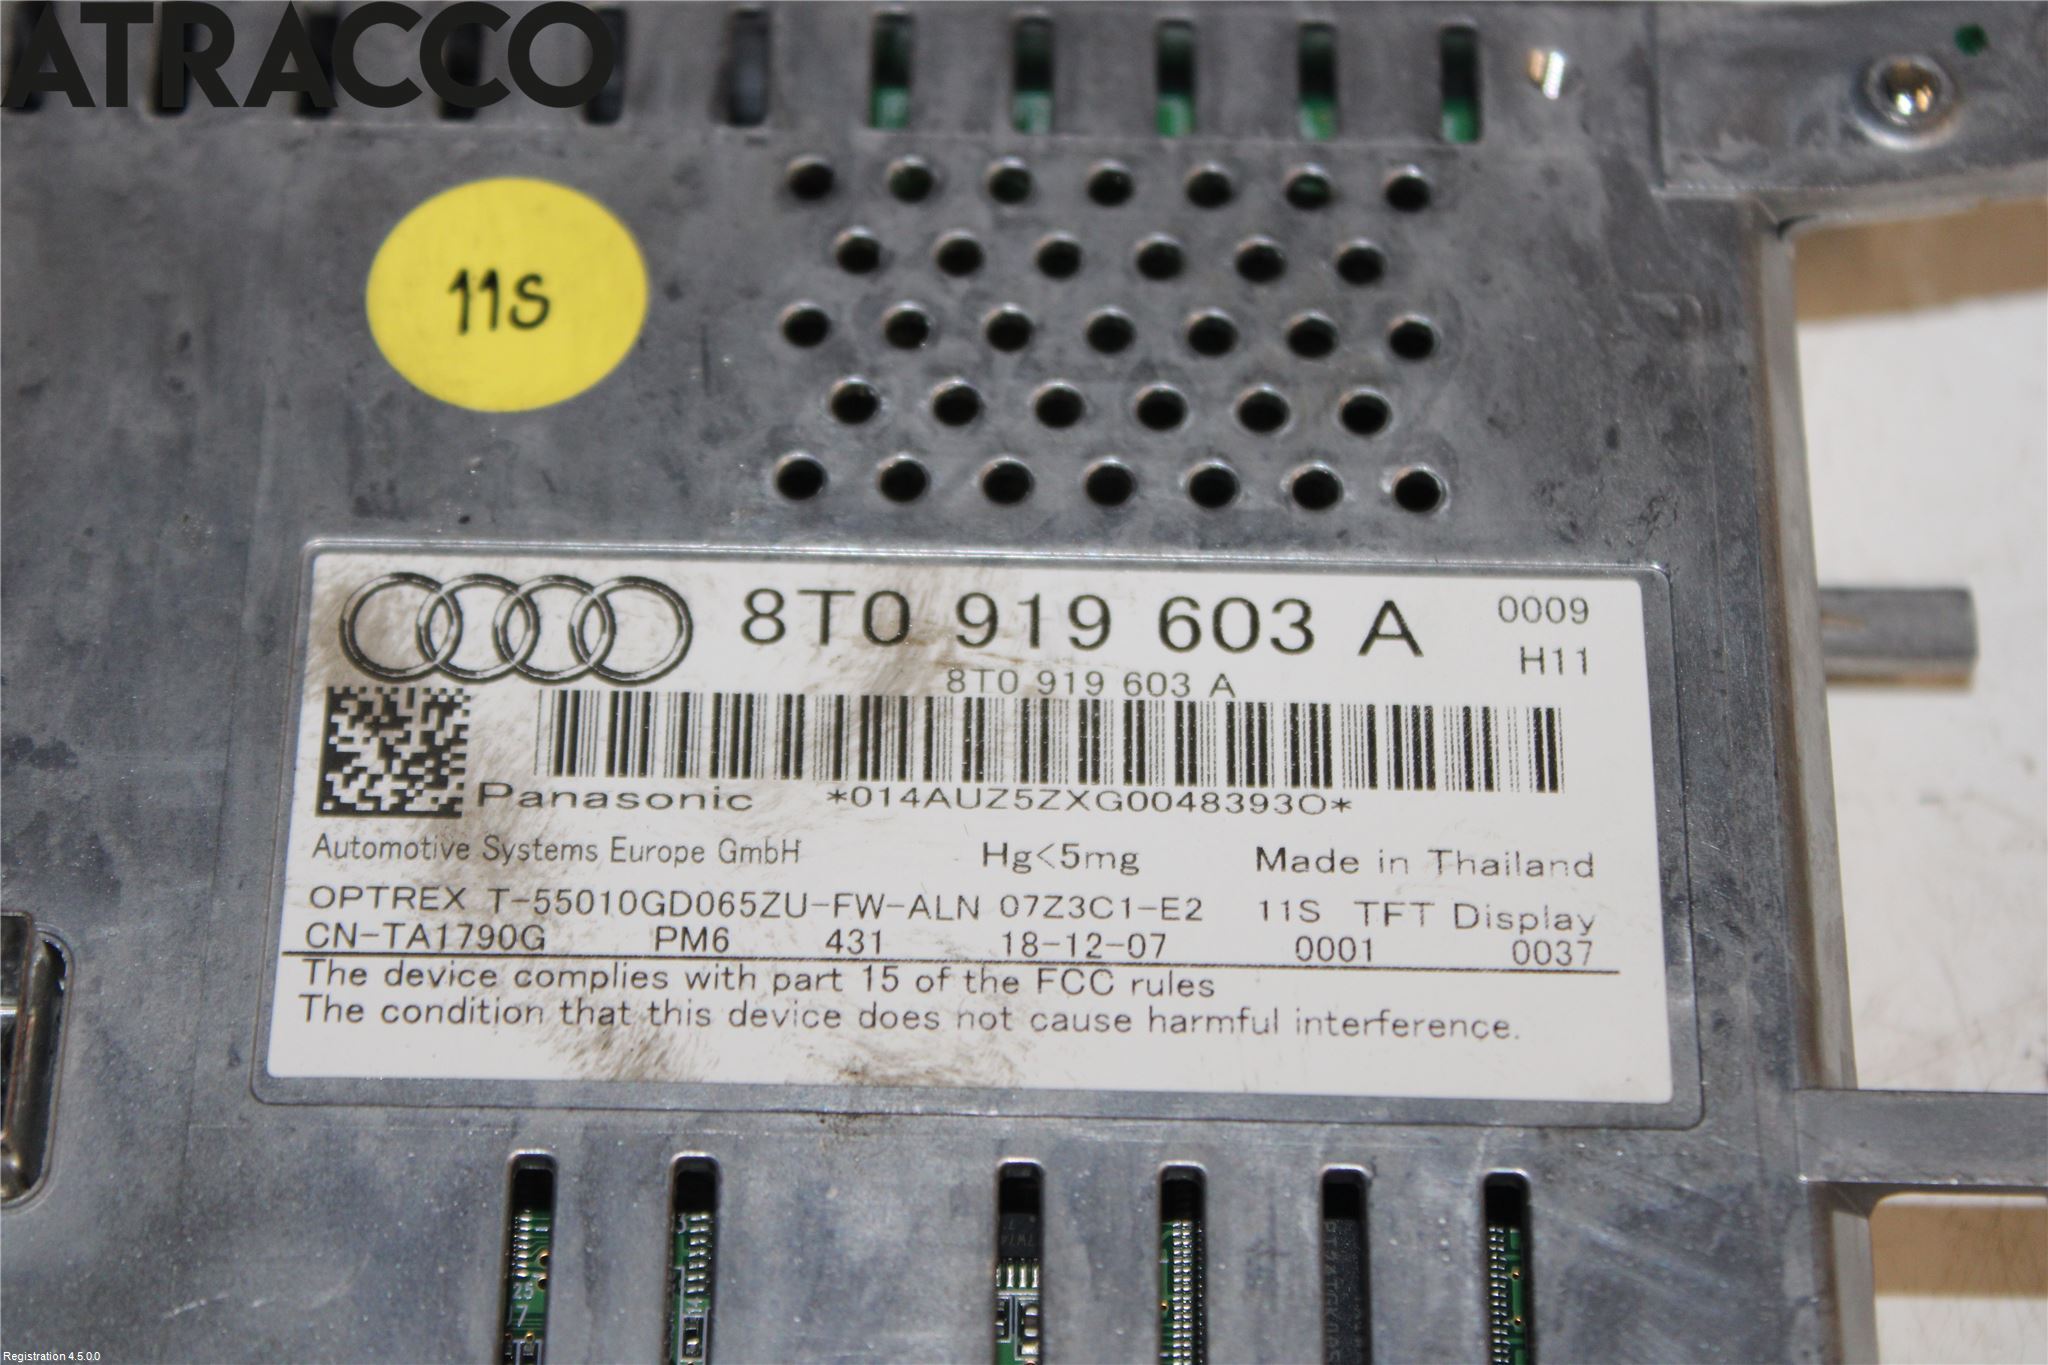 ATRACCO
11S
8T0 919 603 A
0009
H11
8T0 919 603 A
Panasonic
*014AUZ5ZXG0048393O*
Automotive Systems Europe GmbH
Hg<5mg
Made in Thailand
OPTREX T-55010GD065ZU-FW-ALN 07Z3C1-E2 11S TFT Display
CN-TA1790G PM6 431 18-12-07 0001 0037
The device complies with part 15 of the FCC rules
The condition that this device does not cause harmful interference.
25
7
14
Registration 4.5.0.0